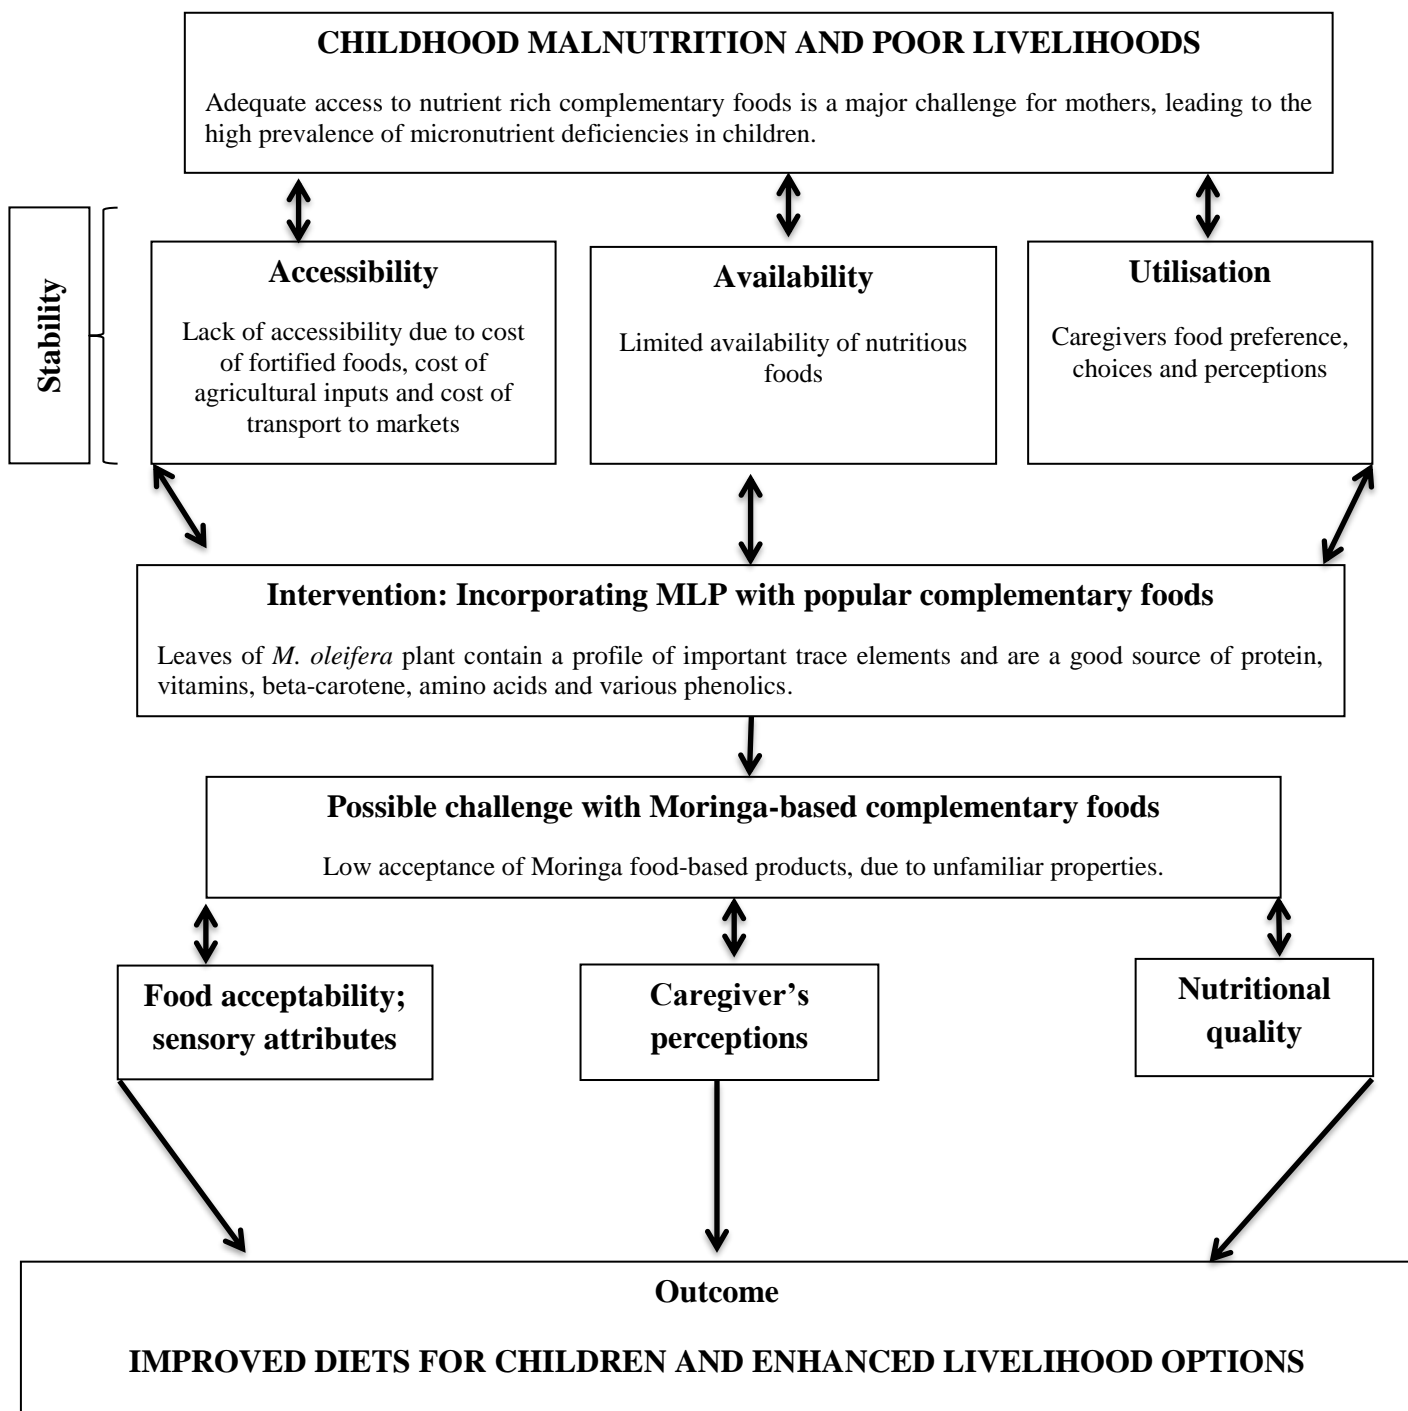 CHILDHOOD MALNUTRITION AND POOR LIVELIHOODS
Adequate access to nutrient rich complementary foods is a major challenge for mothers, leading to the
high prevalence of micronutrient deficiencies in children.
Stability
Accessibility
Lack of accessibility due to cost
of fortified foods, cost of
agricultural inputs and cost of
transport to markets
Availability
Limited availability of nutritious
foods
Utilisation
Caregivers food preference,
choices and perceptions
Intervention: Incorporating MLP with popular complementary foods
Leaves of M. oleifera plant contain a profile of important trace elements and are a good source of protein,
vitamins, beta-carotene, amino acids and various phenolics.
Possible challenge with Moringa-based complementary foods
Low acceptance of Moringa food-based products, due to unfamiliar properties.
Food acceptability;
sensory attributes
Caregiver’s
perceptions
Nutritional
quality
Outcome
IMPROVED DIETS FOR CHILDREN AND ENHANCED LIVELIHOOD OPTIONS